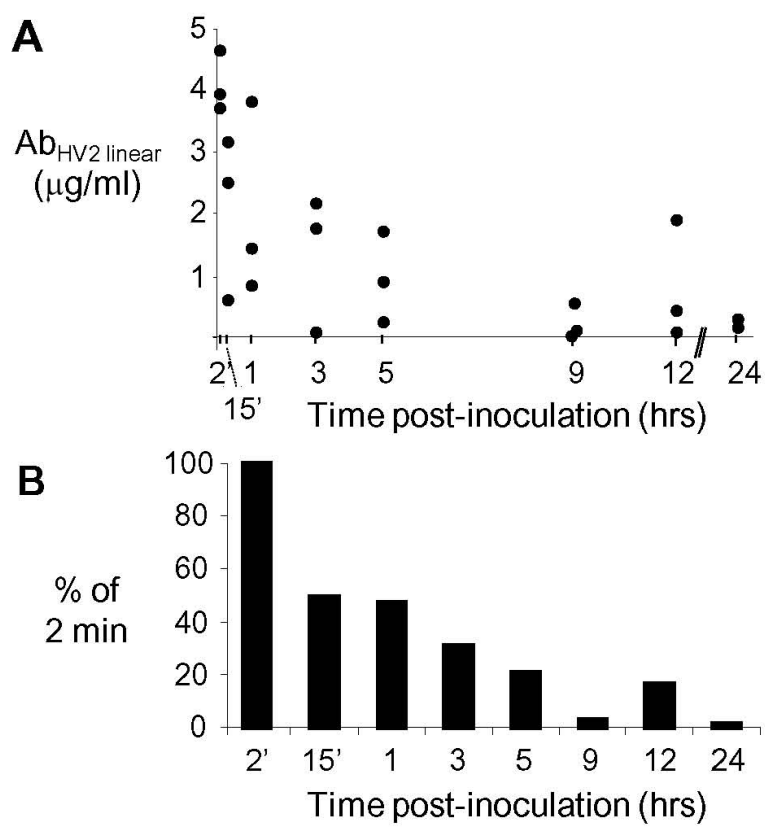 A
5
4
3
2
1
Ab HV2 linear
(μg/ml)
2' 1 3 5 9 12 24
15'
Time post-inoculation (hrs)
B
100
80
60
40
20
0
% of
2 min
2' 15' 1 3 5 9 12 24
Time post-inoculation (hrs)